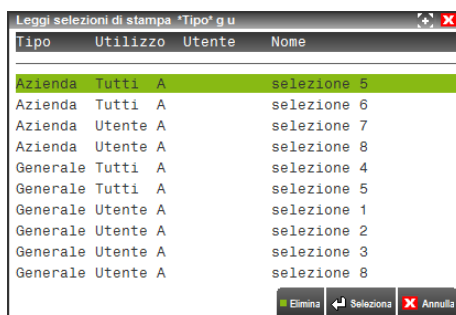 Leggi selezioni di stampa *Tipo* g u
Tipo Utilizzo Utente Nome
Azienda Tutti A selezione 5
Azienda Tutti A selezione 6
Azienda Utente A selezione 7
Azienda Utente A selezione 8
Generale Tutti A selezione 4
Generale Tutti A selezione 5
Generale Utente A selezione 1
Generale Utente A selezione 2
Generale Utente A selezione 3
Generale Utente A selezione 8
Elimina Seleziona Annulla